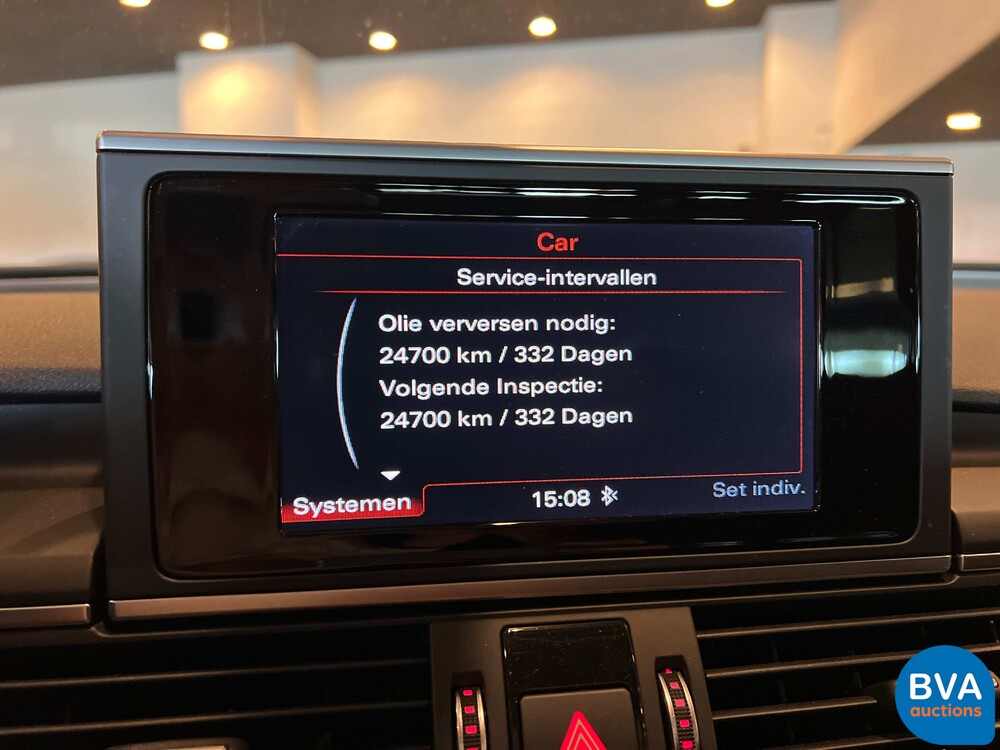 Car
Service-intervallen
Olie verversen nodig:
24700 km / 332 Dagen
Volgende Inspectie:
24700 km / 332 Dagen
Systemen
15:08
Set indiv.
BVA
auctions